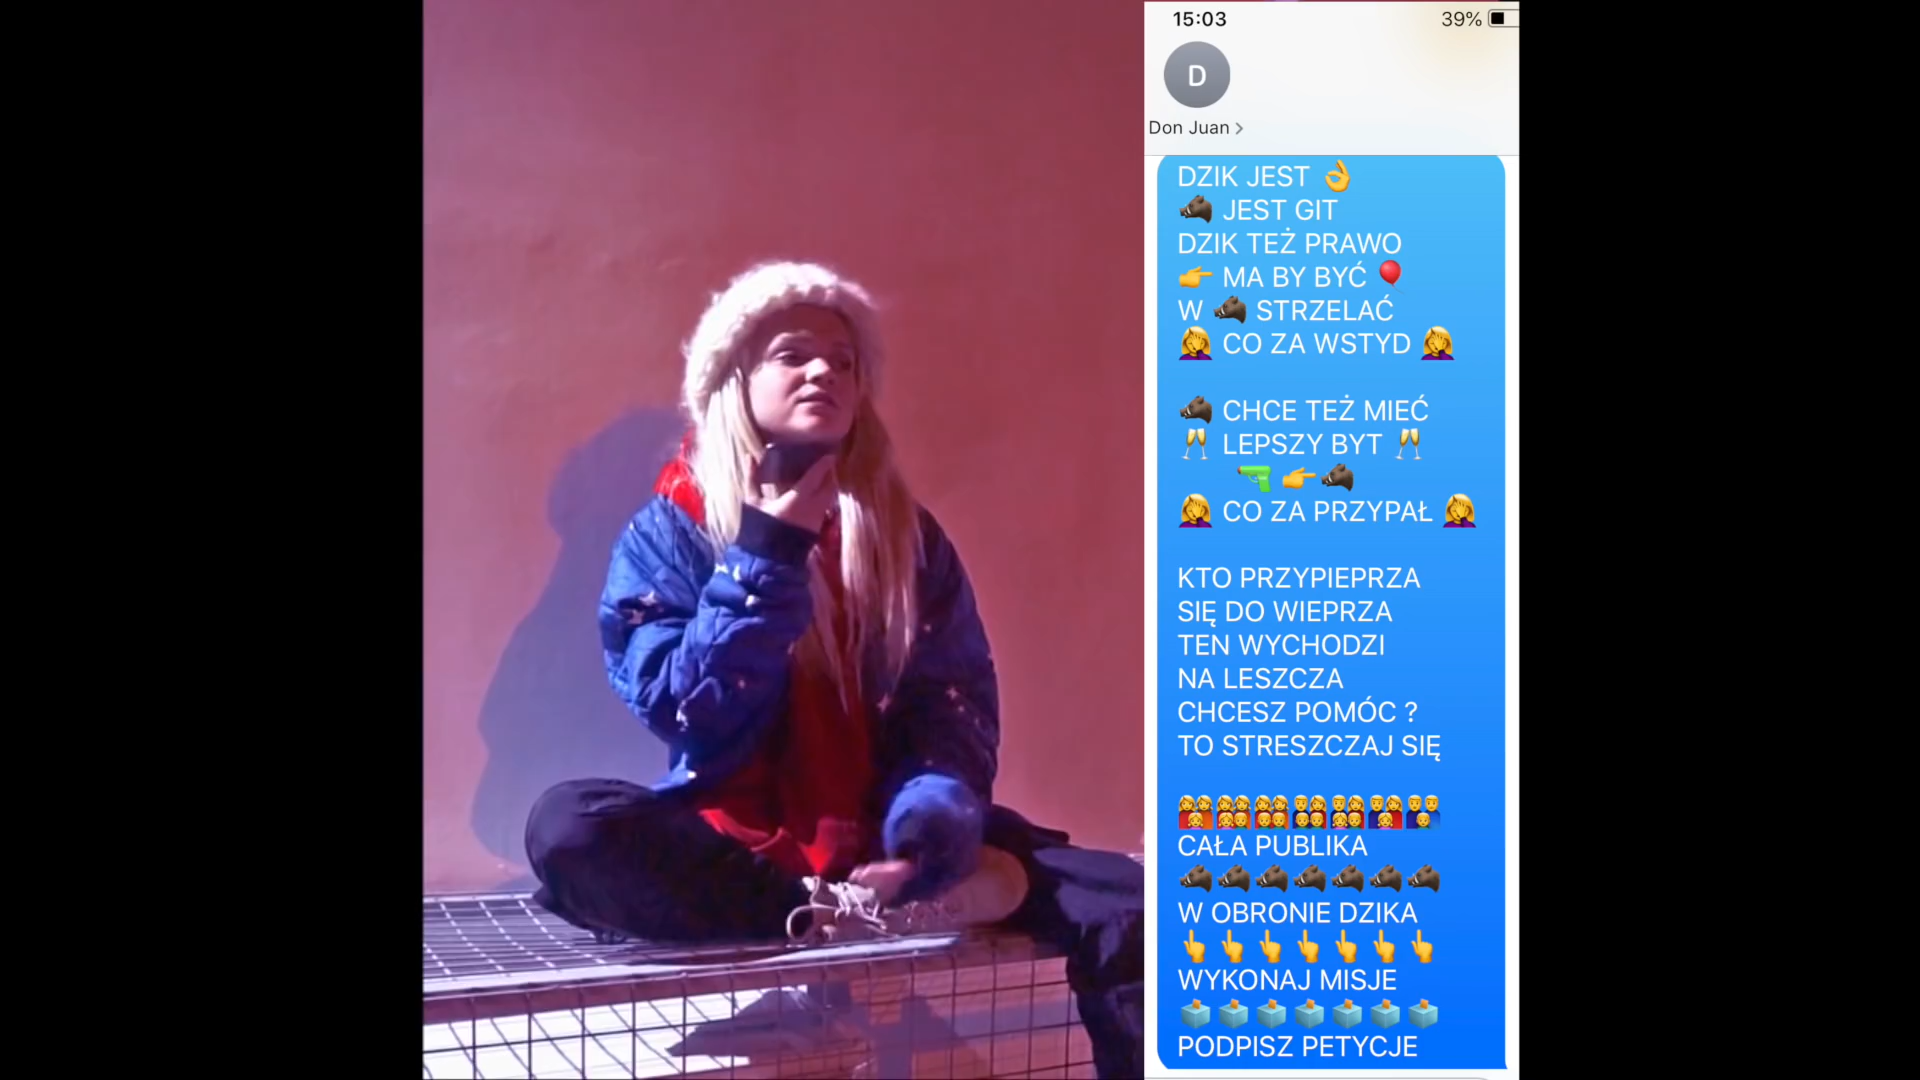 15:03
39%
D
Don Juan >
DZIK JEST 👌
🐗 JEST GIT
DZIK TEŻ PRAWO
👉 MA BY BYĆ 🎈
W 🐗 STRZELAĆ
🤦‍♀️ CO ZA WSTYD 🤦‍♀️
🐗 CHCE TEŻ MIEĆ
🥂 LEPSZY BYT 🥂
🔫 👉 🐗
🤦‍♀️ CO ZA PRZYPAŁ 🤦‍♀️
KTO PRZYPIEPRZA
SIĘ DO WIEPRZA
TEN WYCHODZI
NA LESZCZA
CHCESZ POMÓC ?
TO STRESZCZAJ SIĘ
CAŁA PUBLIKA
🐗🐗🐗🐗🐗🐗🐗
W OBRONIE DZIKA
👆👆👆👆👆👆👆
WYKONAJ MISJE
🗳🗳🗳🗳🗳🗳🗳
PODPISZ PETYCJE